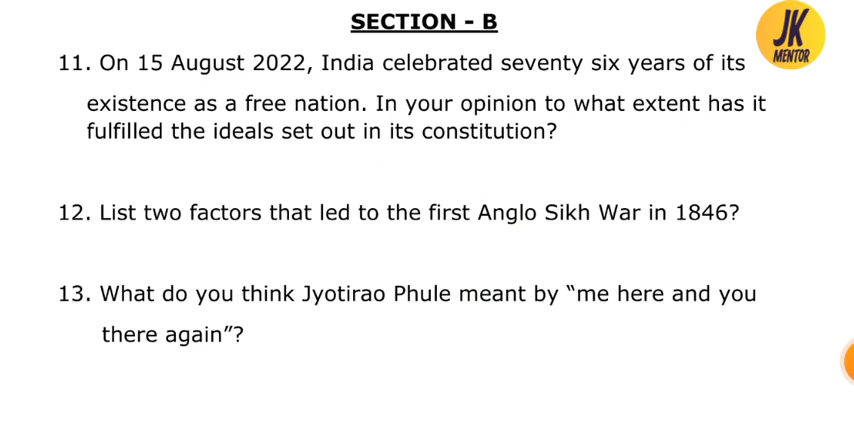 SECTION - B
JK
MENTOR
11. On 15 August 2022, India celebrated seventy six years of its
existence as a free nation. In your opinion to what extent has it
fulfilled the ideals set out in its constitution?
12. List two factors that led to the first Anglo Sikh War in 1846?
13. What do you think Jyotirao Phule meant by “me here and you
there again”?